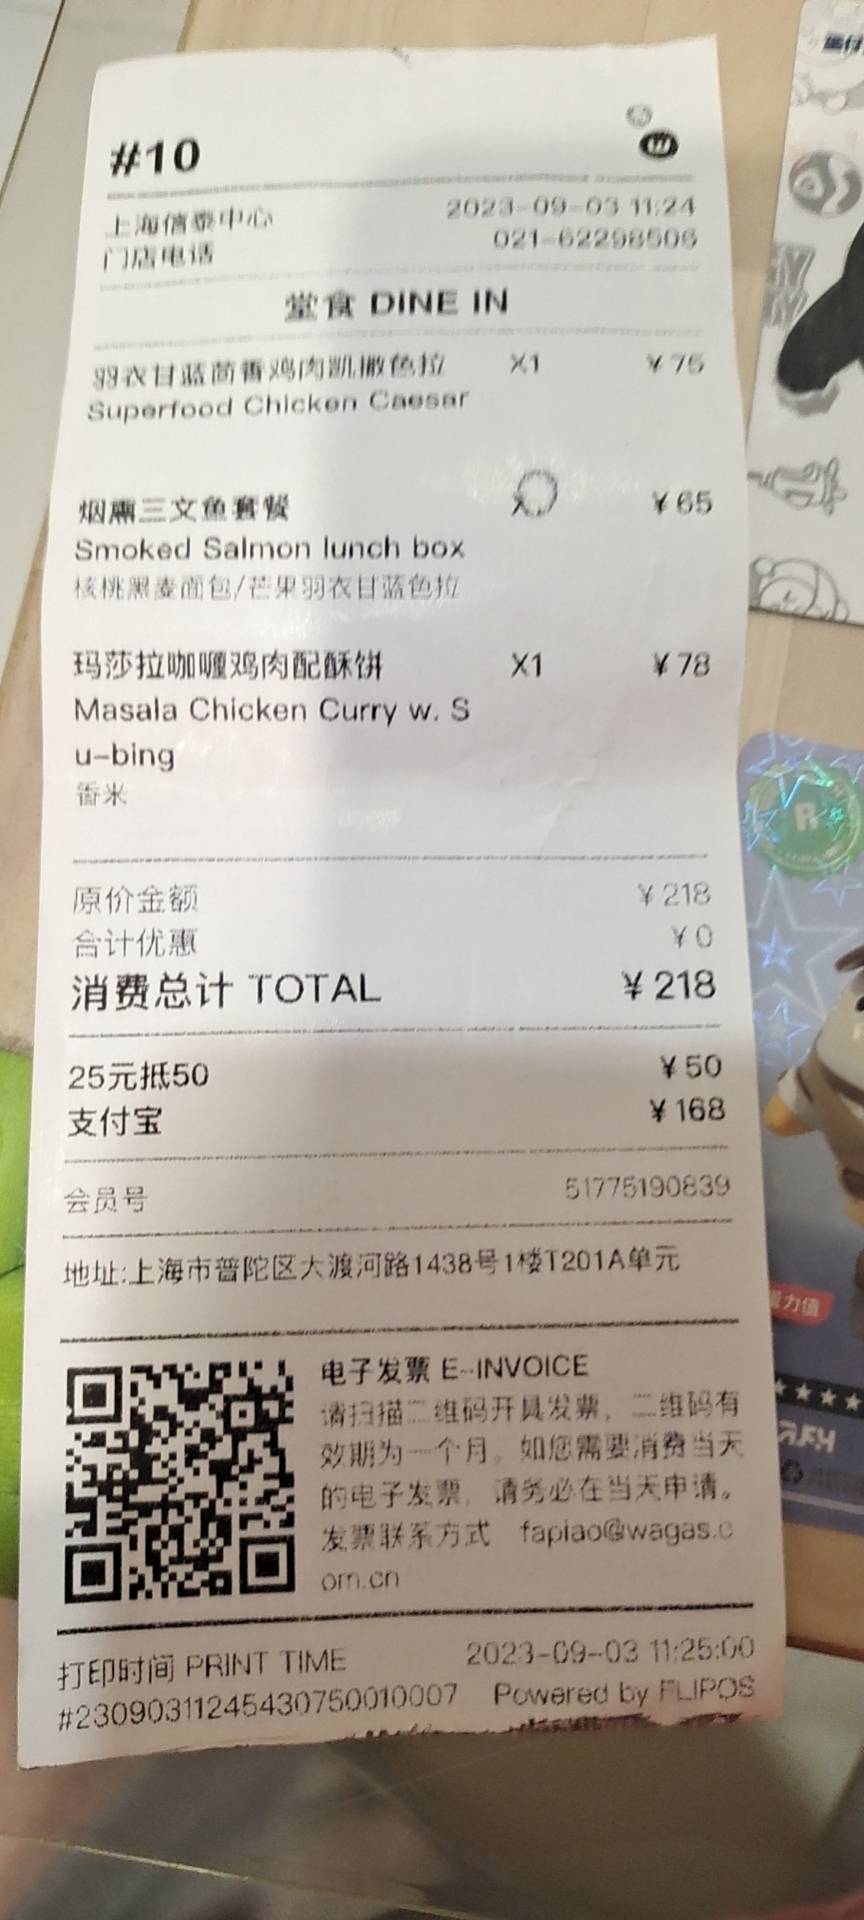 #10
上海信泰中心 2023-09-03 11:24
门店电话 021-62298506
堂食 DINE IN
羽衣甘蓝茴香鸡肉凯撒色拉 X1 ¥75
Superfood Chicken Caesar
烟熏三文鱼套餐 X ¥65
Smoked Salmon lunch box
核桃黑麦面包/芒果羽衣甘蓝色拉
玛莎拉咖喱鸡肉配酥饼 X1 ¥78
Masala Chicken Curry w. S
u-bing
香米
原价金额 ¥218
合计优惠 ¥0
消费总计 TOTAL ¥218
25元抵50 ¥50
支付宝 ¥168
会员号 51775190839
地址:上海市普陀区大渡河路1438号1楼T201A单元
电子发票 E-INVOICE
请扫描二维码开具发票，二维码有
效期为一个月。如您需要消费当天
的电子发票，请务必在当天申请。
发票联系方式 fapiao@wagas.c
om.cn
打印时间 PRINT TIME 2023-09-03 11:25:00
#230903112454307500​10007 Powered by FLIPOS
R
力值